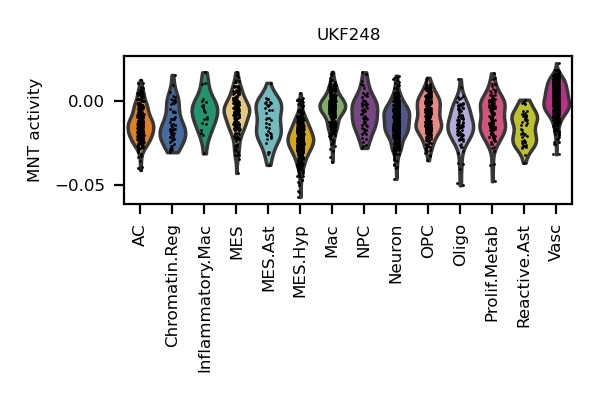 UKF248
MNT activity
0.00
−0.05
AC
Chromatin.Reg
Inflammatory.Mac
MES
MES.Ast
MES.Hyp
Mac
NPC
Neuron
OPC
Oligo
Prolif.Metab
Reactive.Ast
Vasc